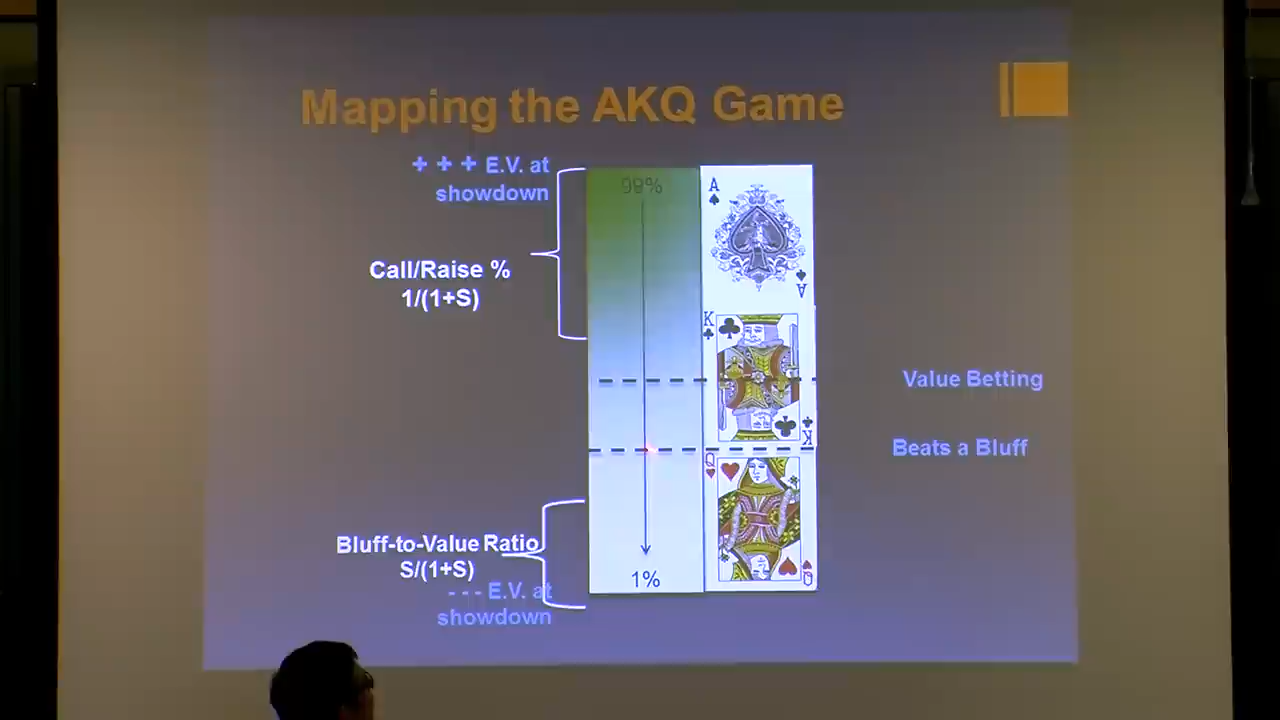 Mapping the AKQ Game
+ + + E.V. at
showdown
99%
A
A
Call/Raise %
1/(1+S)
K
Value Betting
K
Beats a Bluff
Q
Bluff-to-Value Ratio
S/(1+S)
1%
Q
- - - E.V. at
showdown